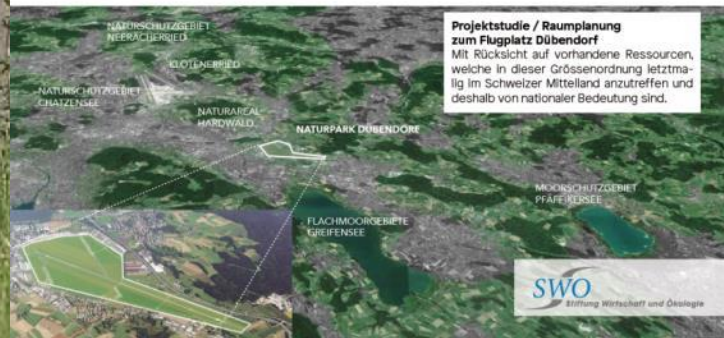 Projektstudie / Raumplanung
zum Flugplatz Dübendorf
Mit Rücksicht auf vorhandene Ressourcen,
welche in dieser Grössenordnung letztma-
lig im Schweizer Mittelland anzutreffen und
deshalb von nationaler Bedeutung sind.
NATURSCHUTZGEBIET
NEERACHERRIED
KLOTENERRIED
NATURSCHUTZGEBIET
CHATZENSEE
NATURAREAL
HARDWALD
NATURPARK DÜBENDORF
MOORSCHUTZGEBIET
PFÄFFIKERSEE
FLACHMOORGEBIETE
GREIFENSEE
SWO
Stiftung Wirtschaft und Ökologie